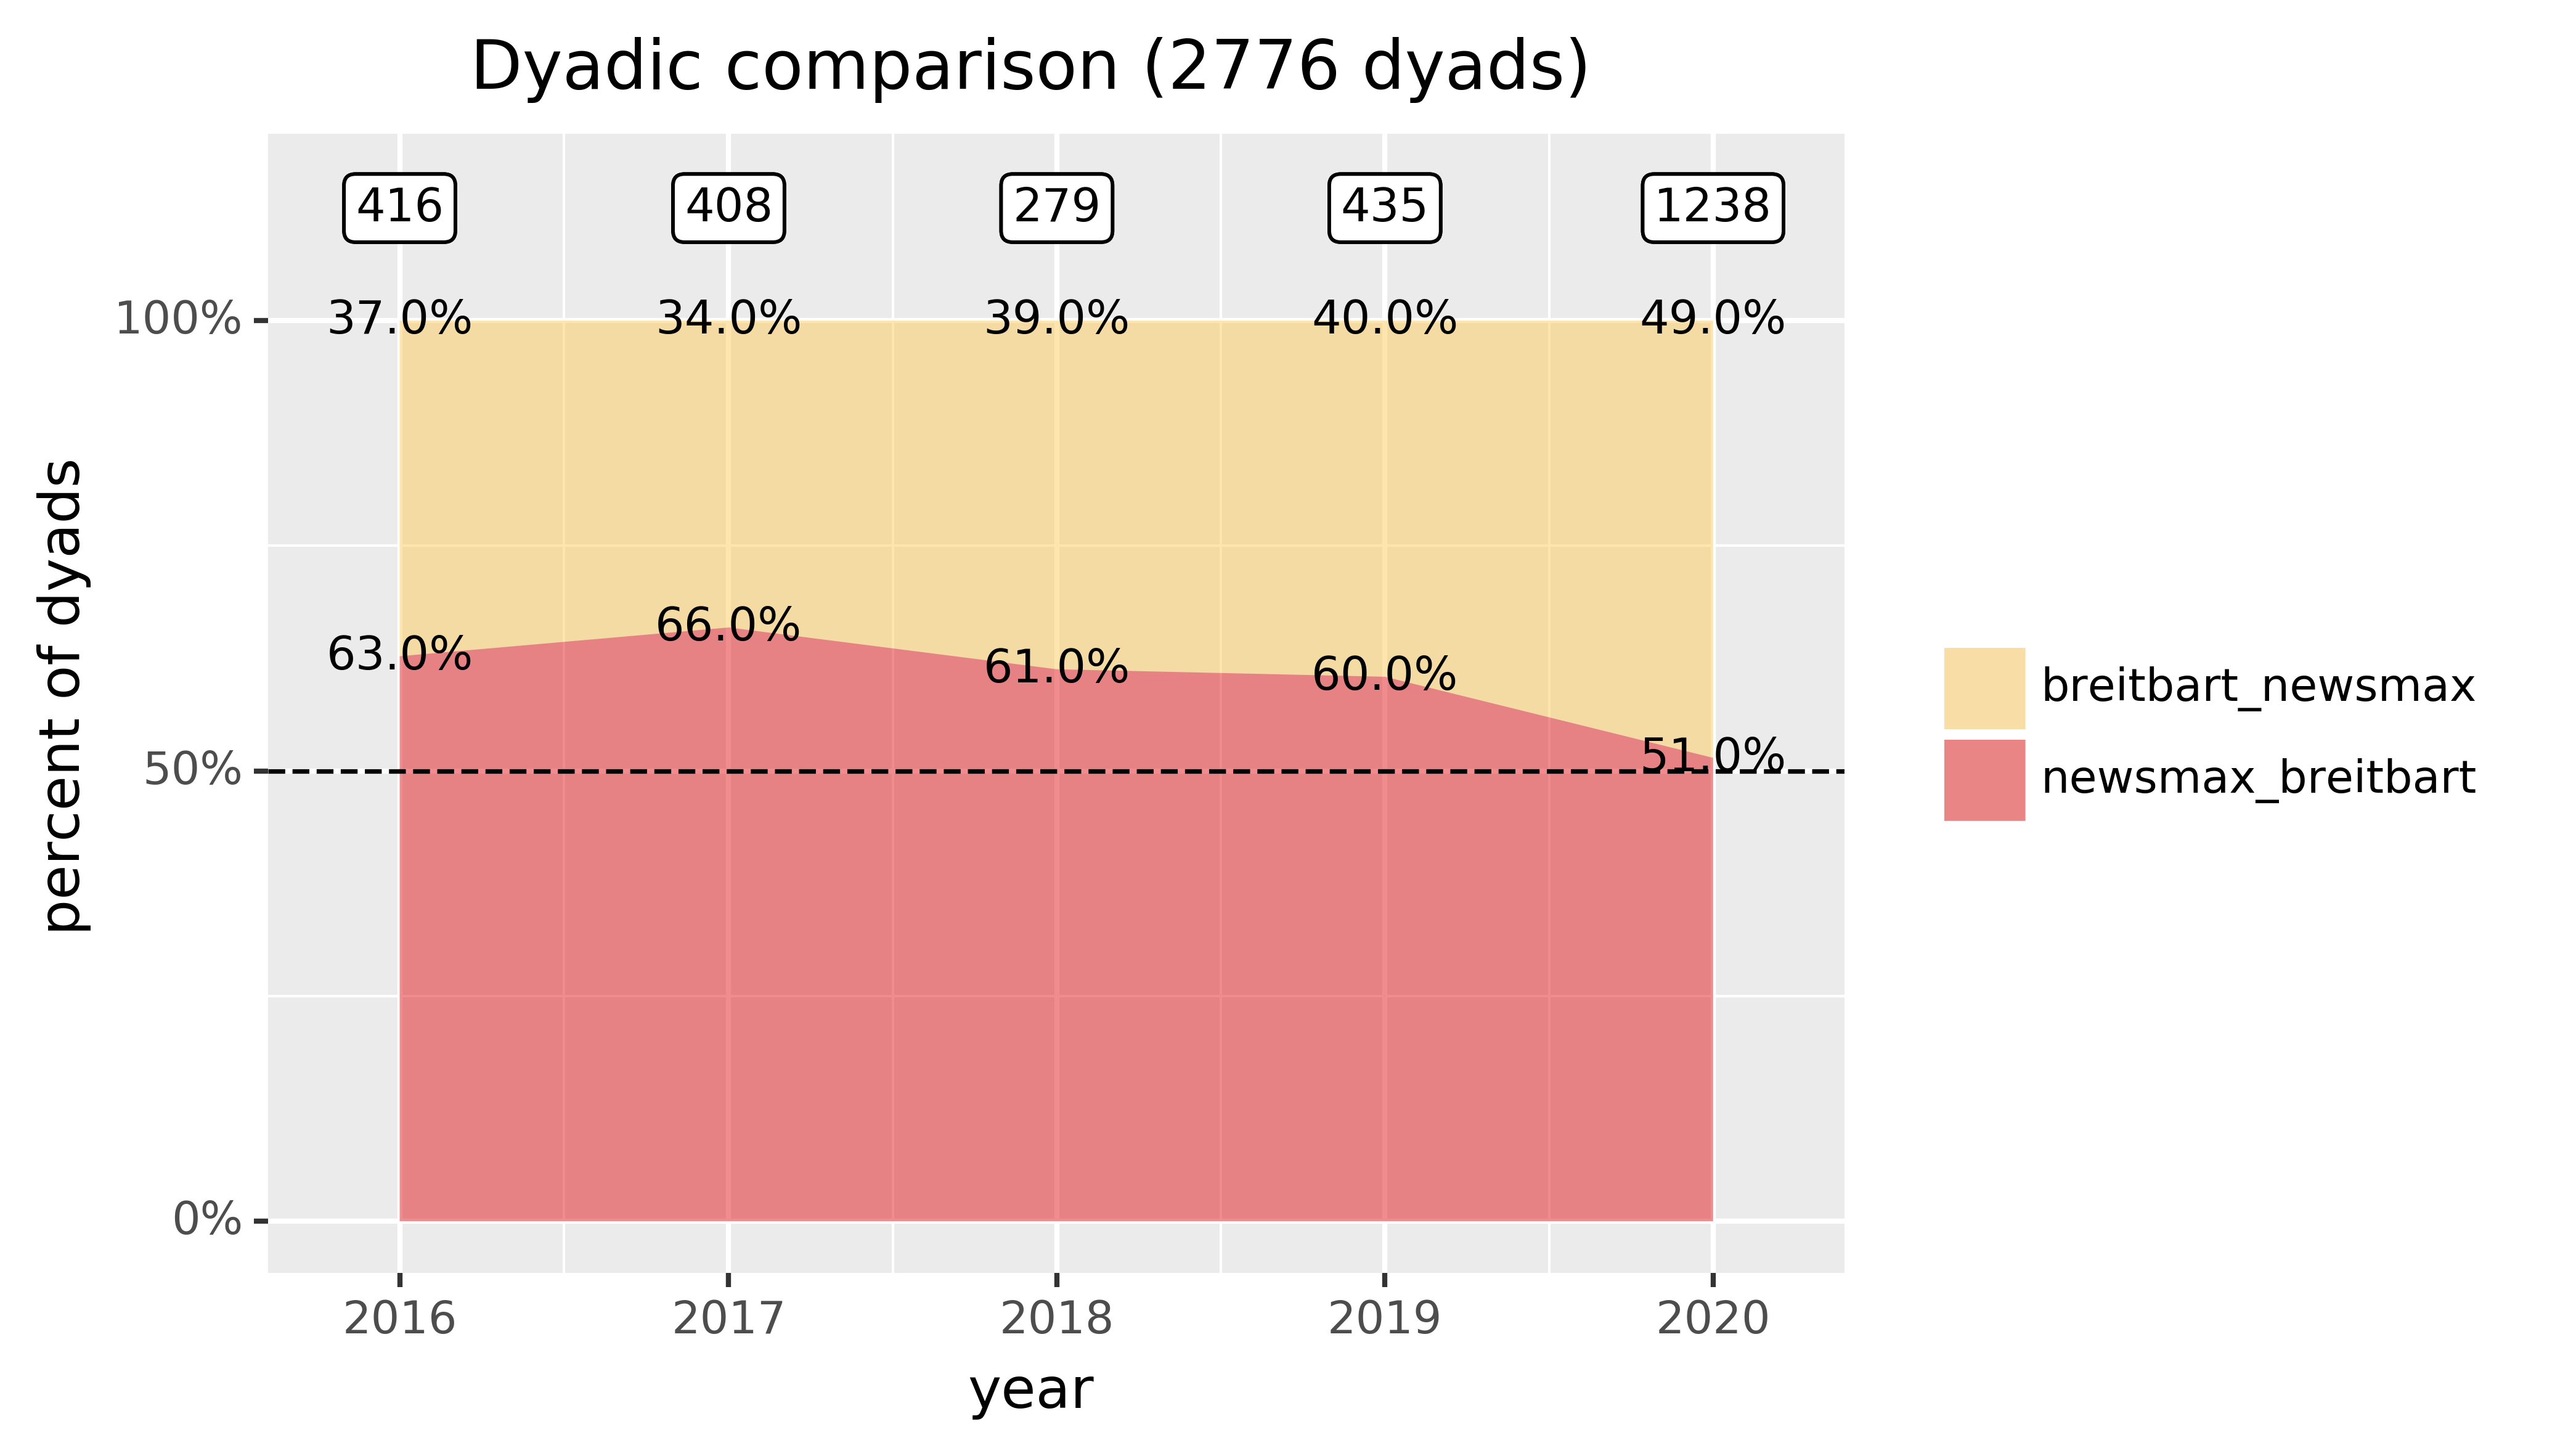 Dyadic comparison (2776 dyads)
416 408 279 435 1238
100%
37.0% 34.0% 39.0% 40.0% 49.0%
63.0% 66.0% 61.0% 60.0% 51.0%
50%
0%
percent of dyads
2016 2017 2018 2019 2020
year
breitbart_newsmax
newsmax_breitbart